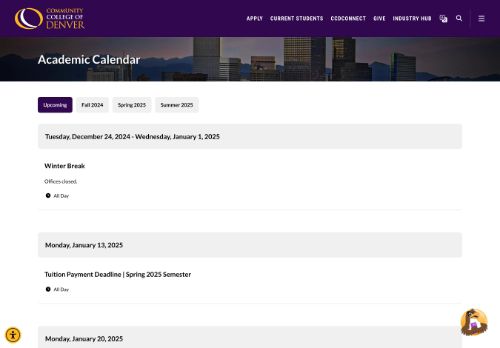 COMMUNITY
COLLEGE OF
DENVER
APPLY CURRENT STUDENTS CCDCONNECT GIVE INDUSTRY HUB
Academic Calendar
Upcoming Fall 2024 Spring 2025 Summer 2025
Tuesday, December 24, 2024 - Wednesday, January 1, 2025
Winter Break
Offices closed.
All Day
Monday, January 13, 2025
Tuition Payment Deadline | Spring 2025 Semester
All Day
Monday, January 20, 2025